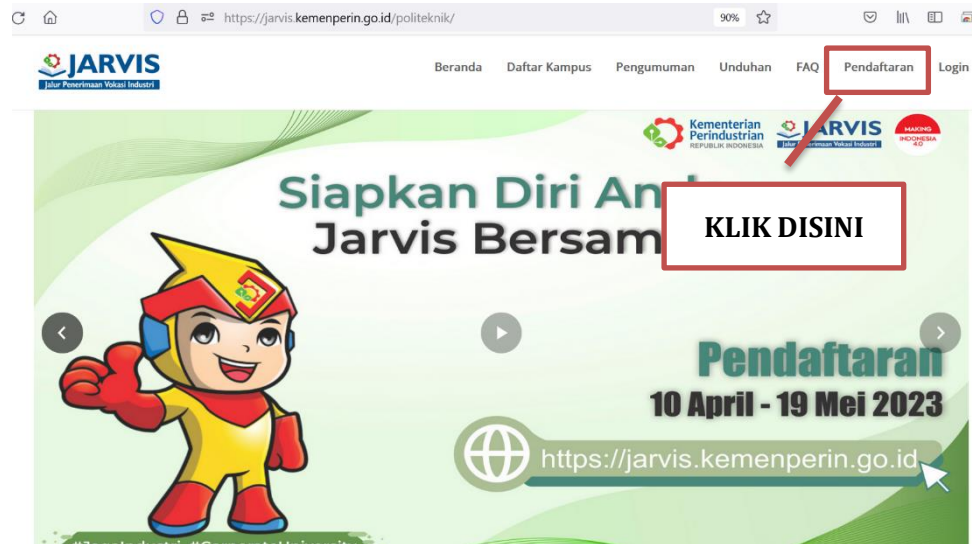 https://jarvis.kemenperin.go.id/politeknik/
90%
JARVIS
Jalur Penerimaan Vokasi Industri
Beranda Daftar Kampus Pengumuman Unduhan FAQ Pendaftaran Login
Kementerian
Perindustrian
REPUBLIK INDONESIA
JARVIS
Jalur Penerimaan Vokasi Industri
MAKING
INDONESIA
4.0
Siapkan Diri
Jarvis
KLIK DISINI
Pendaftaran
10 April - 19 Mei 2023
https://jarvis.kemenperin.go.id